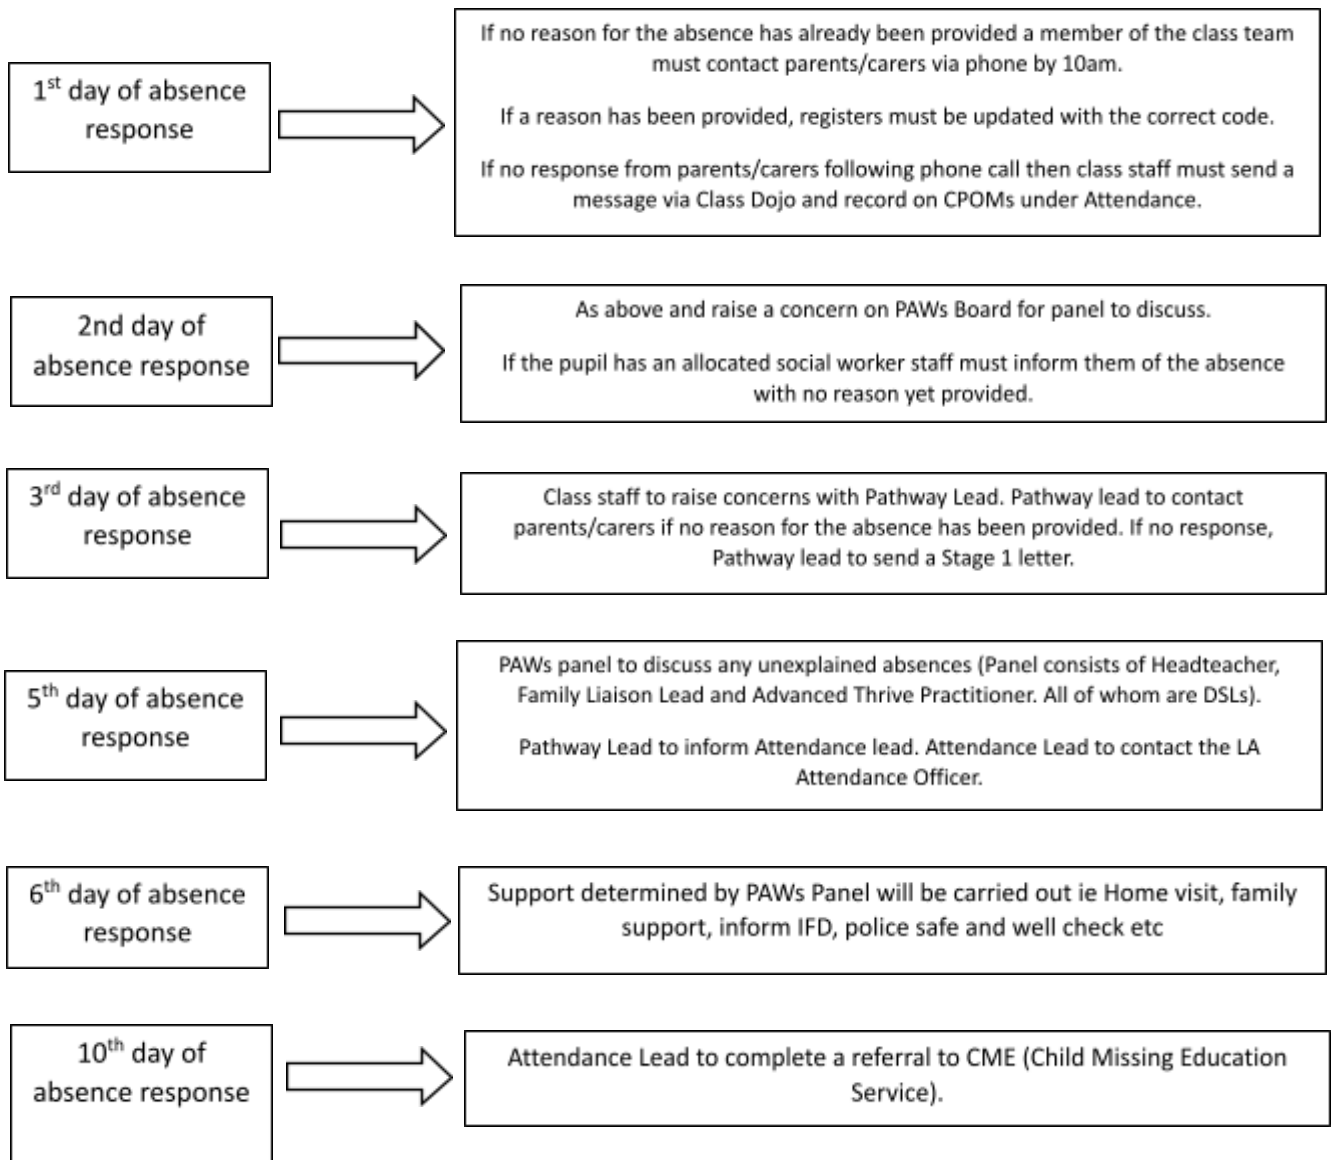 1st day of absence
response
If no reason for the absence has already been provided a member of the class team
must contact parents/carers via phone by 10am.
If a reason has been provided, registers must be updated with the correct code.
If no response from parents/carers following phone call then class staff must send a
message via Class Dojo and record on CPOMs under Attendance.
2nd day of
absence response
As above and raise a concern on PAWs Board for panel to discuss.
If the pupil has an allocated social worker staff must inform them of the absence
with no reason yet provided.
3rd day of absence
response
Class staff to raise concerns with Pathway Lead. Pathway lead to contact
parents/carers if no reason for the absence has been provided. If no response,
Pathway lead to send a Stage 1 letter.
5th day of absence
response
PAWs panel to discuss any unexplained absences (Panel consists of Headteacher,
Family Liaison Lead and Advanced Thrive Practitioner. All of whom are DSLs).
Pathway Lead to inform Attendance lead. Attendance Lead to contact the LA
Attendance Officer.
6th day of absence
response
Support determined by PAWs Panel will be carried out ie Home visit, family
support, inform IFD, police safe and well check etc
10th day of
absence response
Attendance Lead to complete a referral to CME (Child Missing Education
Service).